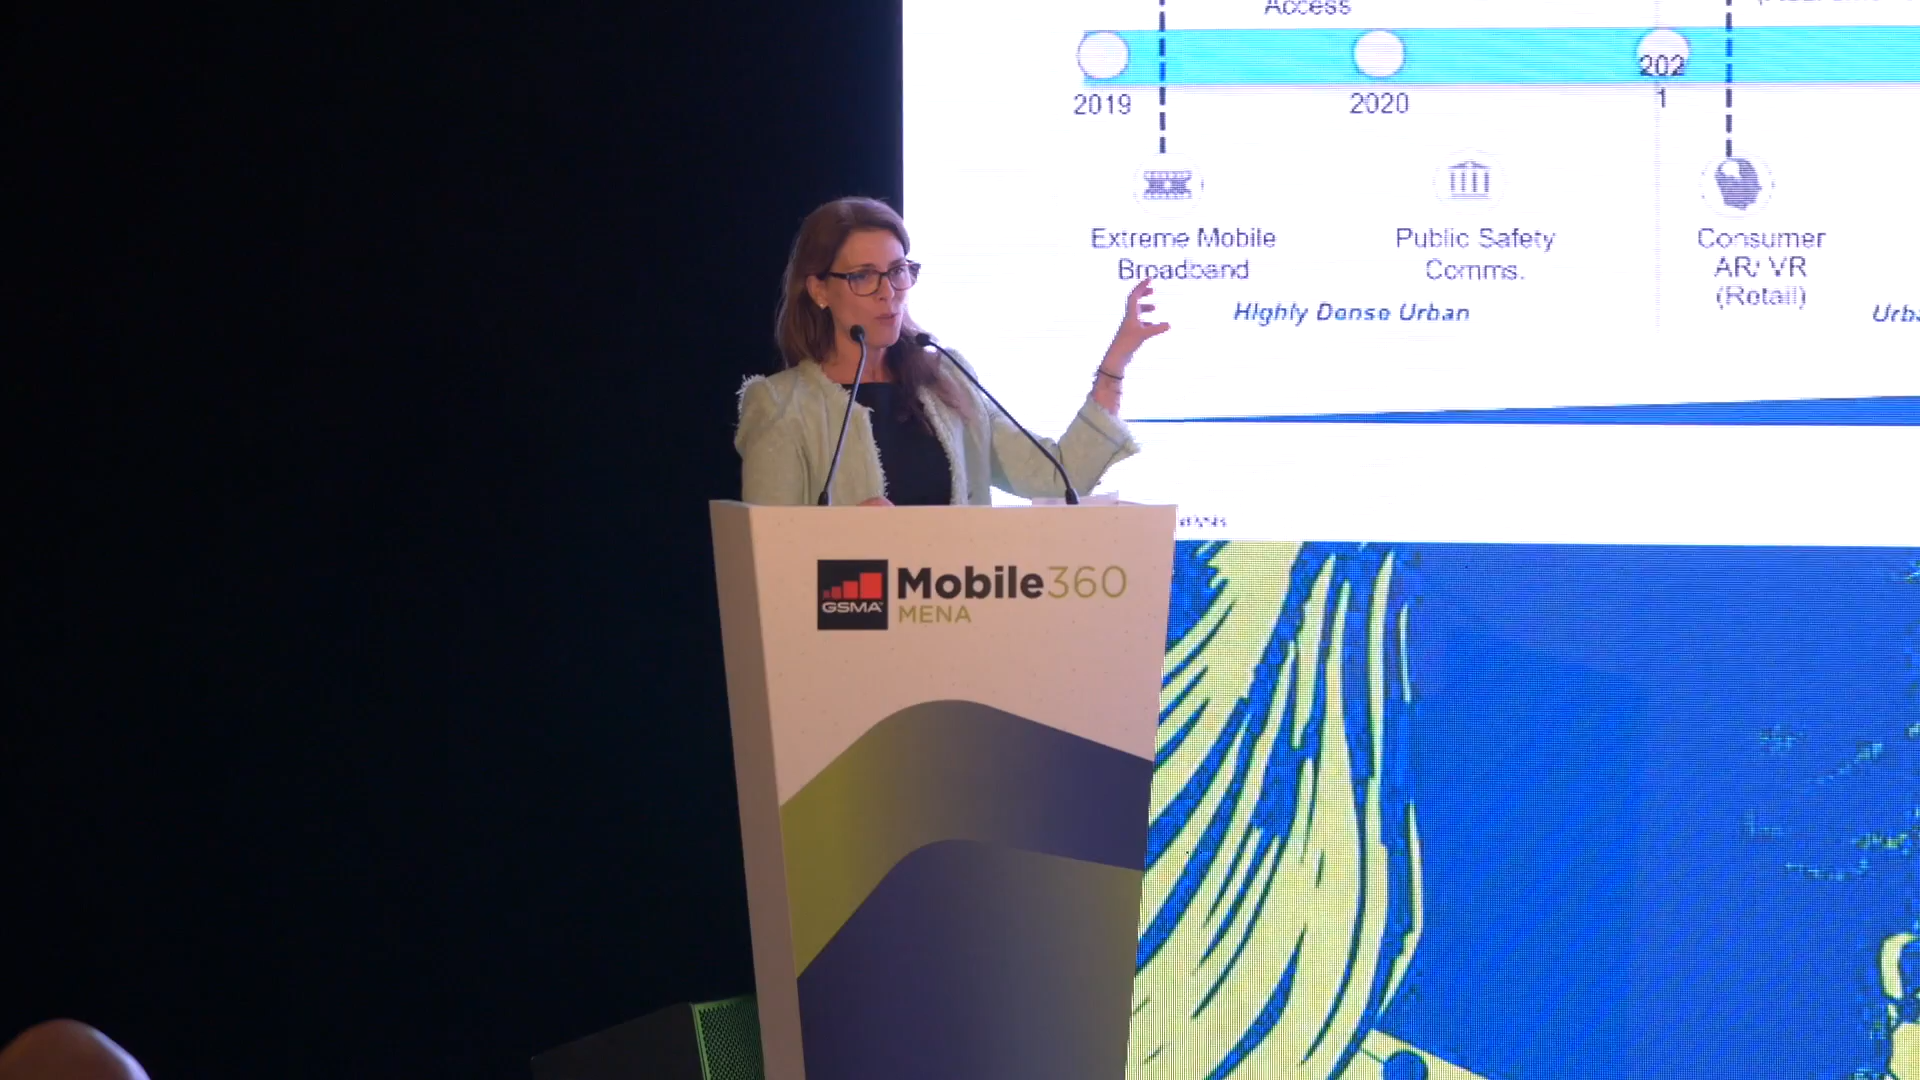 Access
2019
2020
202
1
Extreme Mobile
Broadband
Public Safety
Comms.
Consumer
AR/ VR
(Retail)
Highly Dense Urban
GSMA
Mobile360
MENA